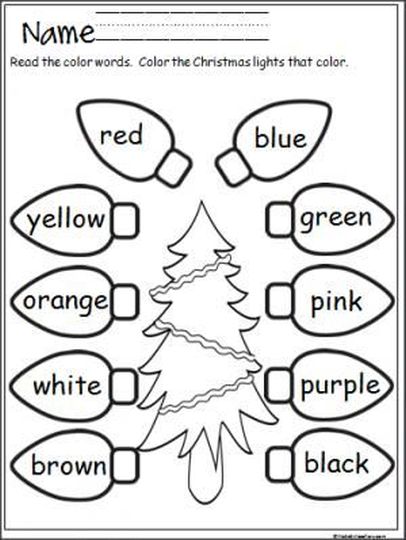 Name
Read the color words. Color the Christmas lights that color.
red
blue
yellow
green
orange
pink
white
purple
brown
black